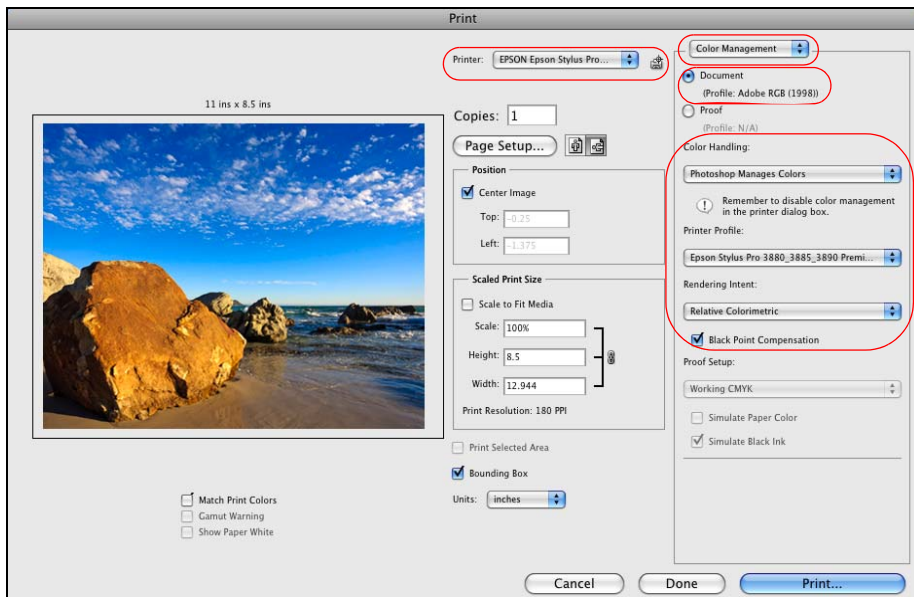 Print
Printer: EPSON Epson Stylus Pro...
Color Management
Document
(Profile: Adobe RGB (1998))
Proof
(Profile: N/A)
11 ins x 8.5 ins
Copies: 1
Page Setup...
Position
Center Image
Top: -0.25
Left: -1.375
Scaled Print Size
Scale to Fit Media
Scale: 100%
Height: 8.5
Width: 12.944
Print Resolution: 180 PPI
Print Selected Area
Bounding Box
Units: inches
Match Print Colors
Gamut Warning
Show Paper White
Color Handling:
Photoshop Manages Colors
Remember to disable color management
in the printer dialog box.
Printer Profile:
Epson Stylus Pro 3880_3885_3890 Premi...
Rendering Intent:
Relative Colorimetric
Black Point Compensation
Proof Setup:
Working CMYK
Simulate Paper Color
Simulate Black Ink
Cancel
Done
Print...